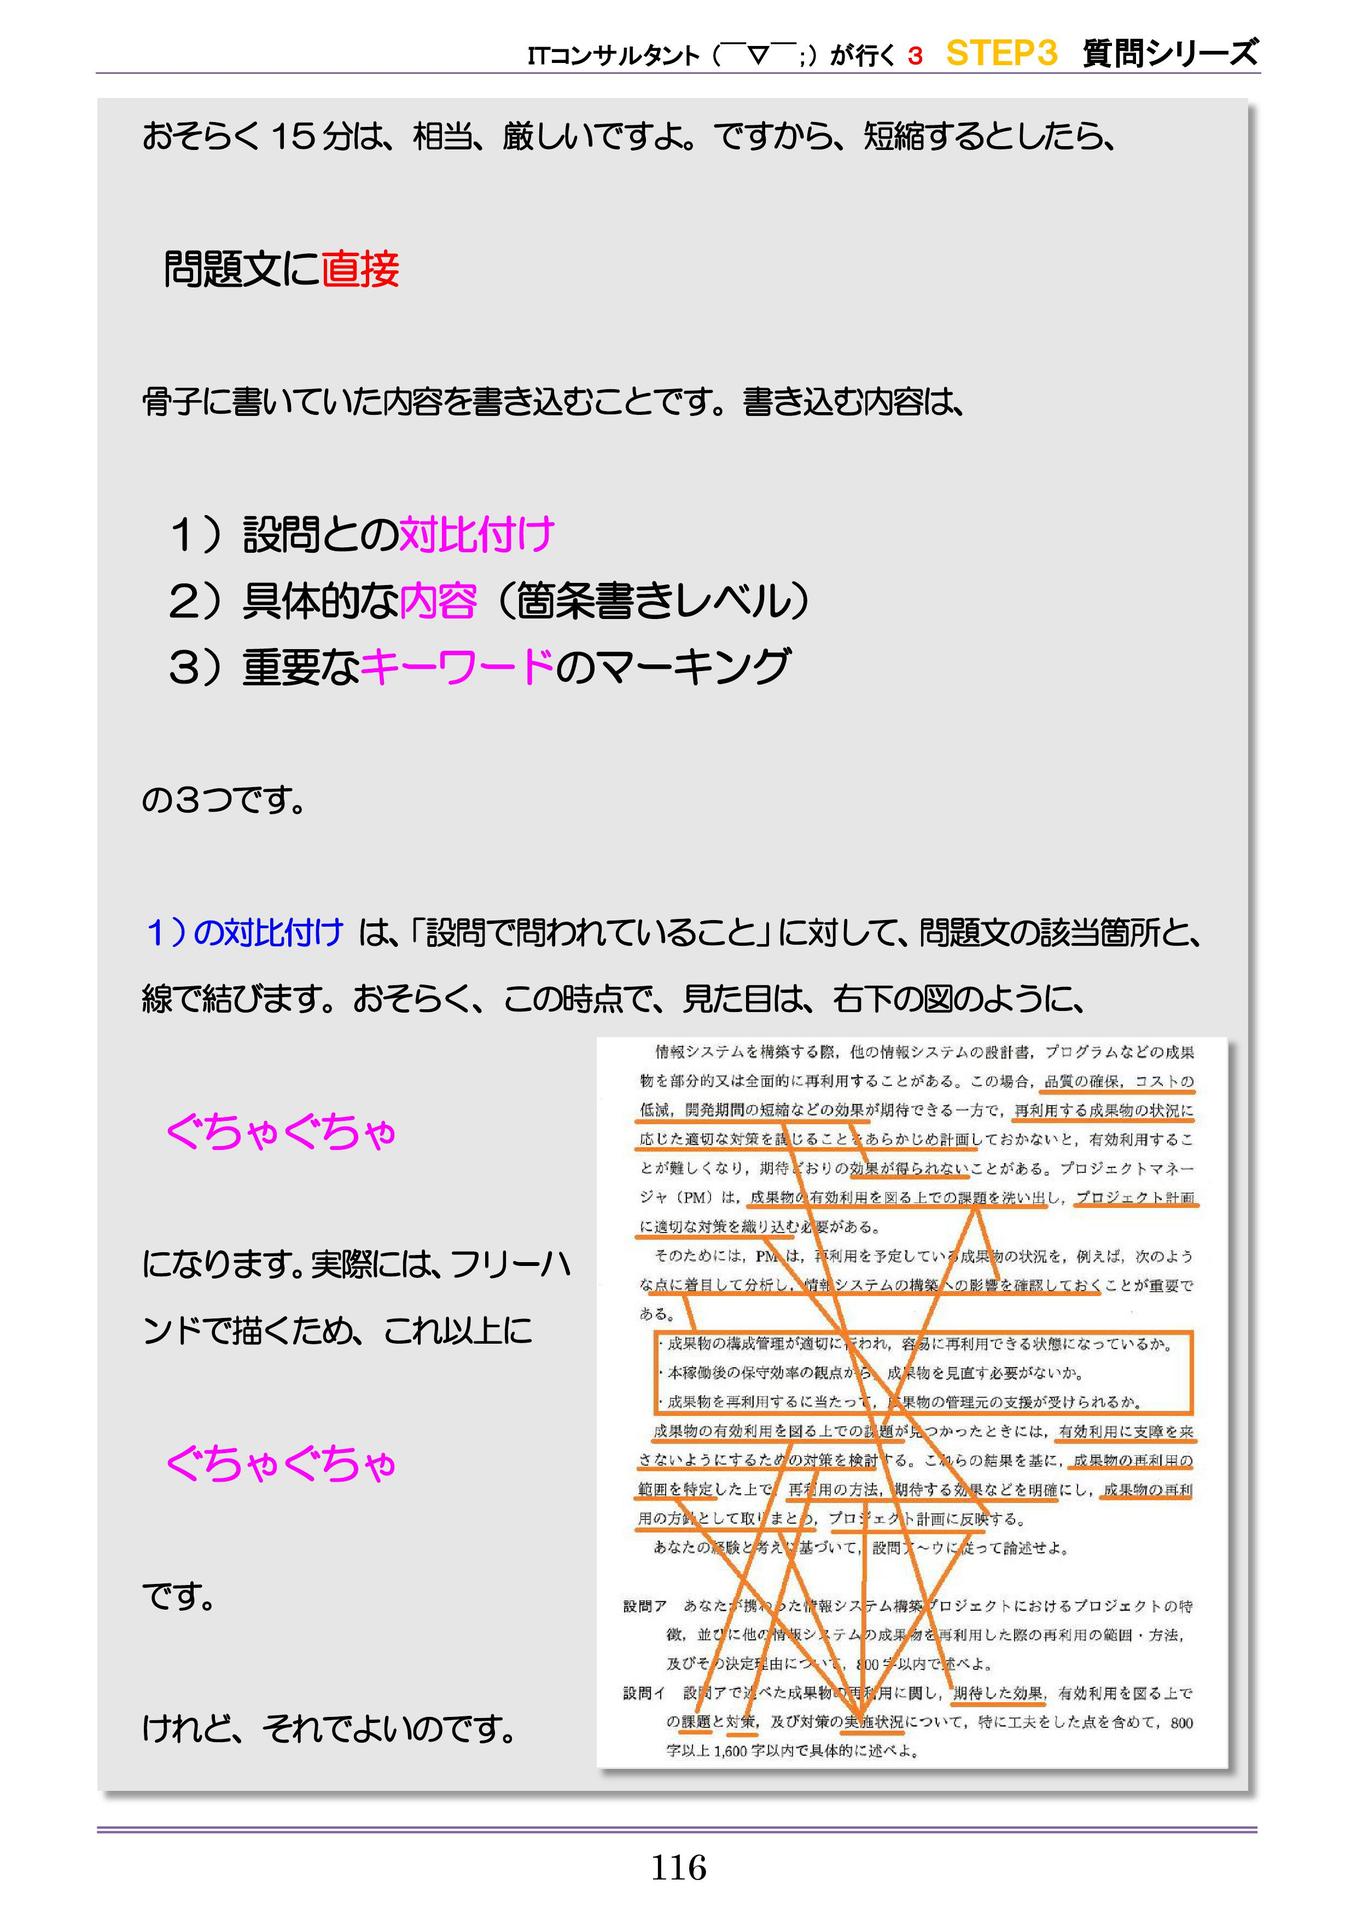 ITコンサルタント（￣▽￣;）が行く 3 STEP3 質問シリーズ
おそらく 15 分は、相当、厳しいですよ。ですから、短縮するとしたら、
問題文に直接
骨子に書いていた内容を書き込むことです。書き込む内容は、
１）設問との対比付け
２）具体的な内容（箇条書きレベル）
３）重要なキーワードのマーキング
の３つです。
１）の対比付け は、「設問で問われていること」に対して、問題文の該当箇所と、
線で結びます。おそらく、この時点で、見た目は、右下の図のように、
ぐちゃぐちゃ
になります。実際には、フリーハ
ンドで描くため、これ以上に
ぐちゃぐちゃ
です。
けれど、それでよいのです。
情報システムを構築する際，他の情報システムの設計書，プログラムなどの成果
物を部分的又は全面的に再利用することがある。この場合，品質の確保，コストの
低減，開発期間の短縮などの効果が期待できる一方で，再利用する成果物の状況に
応じた適切な対策を講じることをあらかじめ計画しておかないと，有効利用するこ
とが難しくなり，期待どおりの効果が得られないことがある。プロジェクトマネー
ジャ（PM）は，成果物の有効利用を図る上での課題を洗い出し，プロジェクト計画
に適切な対策を織り込む必要がある。
そのためには，PM は，再利用を予定している成果物の状況を，例えば，次のよう
な点に着目して分析し，情報システムの構築への影響を確認しておくことが重要で
ある。
・成果物の構成管理が適切に行われ，容易に再利用できる状態になっているか。
・本稼働後の保守効率の観点から，成果物を見直す必要がないか。
・成果物を再利用するに当たって，成果物の管理元の支援が受けられるか。
成果物の有効利用を図る上での課題が見つかったときには，有効利用に支障を来
さないようにするための対策を検討する。これらの結果を基に，成果物の再利用の
範囲を特定した上で，再利用の方法，期待する効果などを明確にし，成果物の再利
用の方針として取りまとめ，プロジェクト計画に反映する。
あなたの経験と考えに基づいて，設問ア～ウに従って論述せよ。
設問ア　あなたが携わった情報システム構築プロジェクトにおけるプロジェクトの特
徴，並びに他の情報システムの成果物を再利用した際の再利用の範囲・方法，
及びその決定理由について，800 字以内で述べよ。
設問イ　設問アで述べた成果物の再利用に関し，期待した効果，有効利用を図る上で
の課題と対策，及び対策の実施状況について，特に工夫をした点を含めて，800
字以上 1,600 字以内で具体的に述べよ。
116